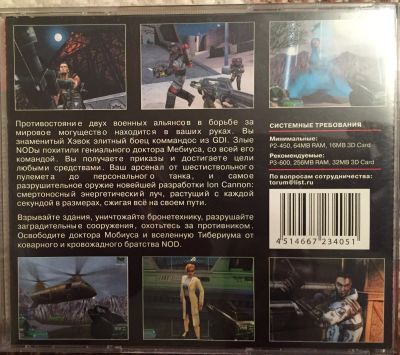 Противостояние двух военных альянсов в борьбе за
мировое могущество находится в ваших руках. Вы
знаменитый Хэвок элитный боец коммандос из GDI. Злые
NODы похитили гениального доктора Мебиуса, со всей его
командой. Вы получаете приказы и достигаете цели
любыми средствами. Ваш арсенал от шестиствольного
пулемета до персонального танка, и самое
разрушительное оружие новейшей разработки Ion Cannon:
смертоносный энергетический луч, растущий с каждой
секундой в размерах, сжигая всё на своем пути.
Взрывайте здания, уничтожайте бронетехнику, разрушайте
заградительные сооружения, охотьтесь за противником.
Освободите доктора Мобиуса и вселенную Тибериума от
коварного и кровожадного братства NOD.
СИСТЕМНЫЕ ТРЕБОВАНИЯ
Минимальные:
P2-450, 64MB RAM, 16MB 3D Card
Рекомендуемые:
P3-600, 256MB RAM, 32MB 3D Card
По вопросам сотрудничества:
torum@list.ru
4514667234051